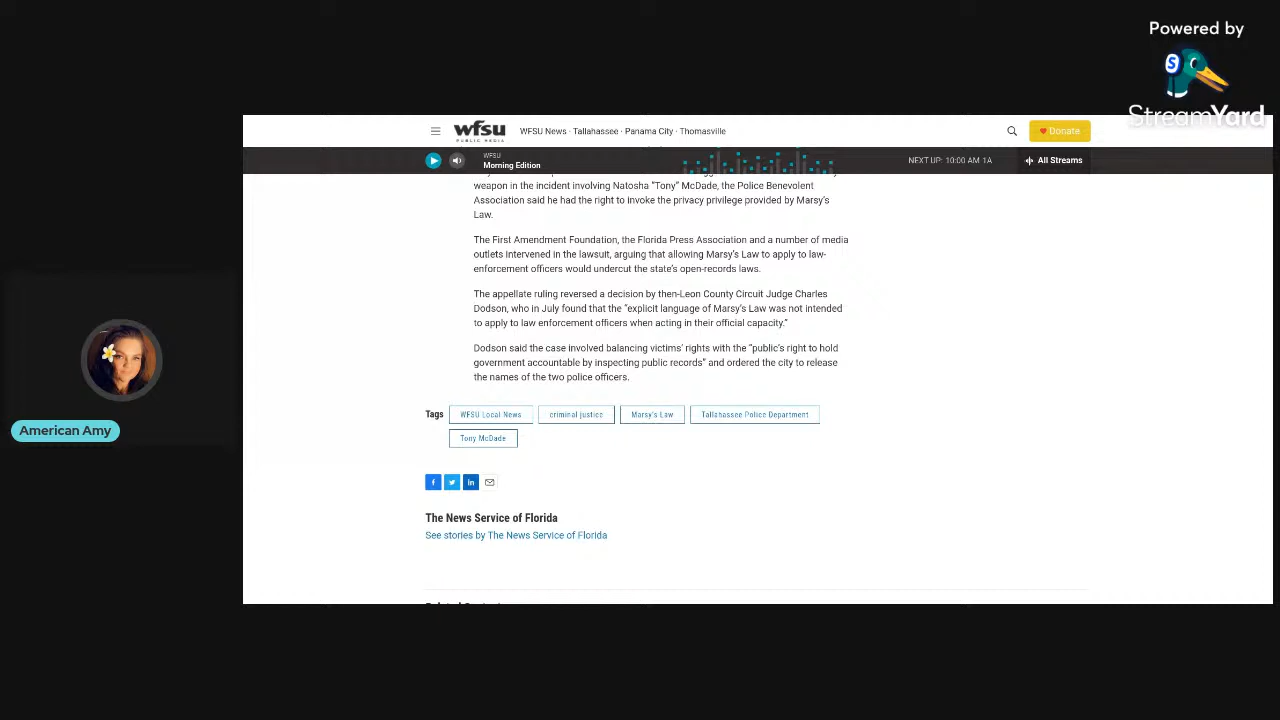 Powered by
S
StreamYard
wfsu
PUBLIC MEDIA
WFSU News · Tallahassee · Panama City · Thomasville
Donate
WFSU
Morning Edition
NEXT UP: 10:00 AM 1A
All Streams
weapon in the incident involving Natosha “Tony” McDade, the Police Benevolent
Association said he had the right to invoke the privacy privilege provided by Marsy’s
Law.
The First Amendment Foundation, the Florida Press Association and a number of media
outlets intervened in the lawsuit, arguing that allowing Marsy’s Law to apply to law-
enforcement officers would undercut the state’s open-records laws.
The appellate ruling reversed a decision by then-Leon County Circuit Judge Charles
Dodson, who in July found that the “explicit language of Marsy’s Law was not intended
to apply to law enforcement officers when acting in their official capacity.”
Dodson said the case involved balancing victims’ rights with the “public’s right to hold
government accountable by inspecting public records” and ordered the city to release
the names of the two police officers.
Tags
WFSU Local News
criminal justice
Marsy's Law
Tallahassee Police Department
Tony McDade
The News Service of Florida
See stories by The News Service of Florida
American Amy